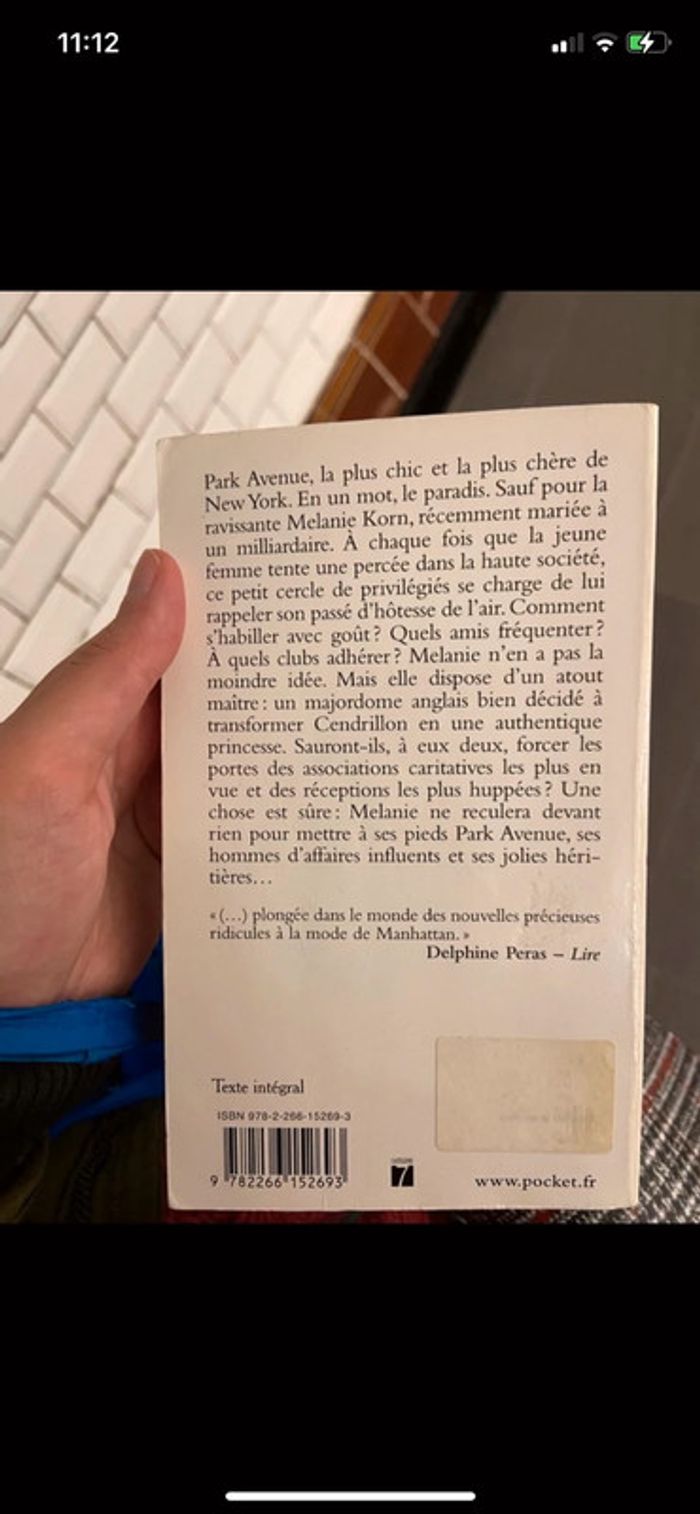 11:12
Park Avenue, la plus chic et la plus chère de
New York. En un mot, le paradis. Sauf pour la
ravissante Melanie Korn, récemment mariée à
un milliardaire. À chaque fois que la jeune
femme tente une percée dans la haute société,
ce petit cercle de privilégiés se charge de lui
rappeler son passé d'hôtesse de l'air. Comment
s'habiller avec goût ? Quels amis fréquenter ?
À quels clubs adhérer ? Melanie n'en a pas la
moindre idée. Mais elle dispose d'un atout
maître : un majordome anglais bien décidé à
transformer Cendrillon en une authentique
princesse. Sauront-ils, à eux deux, forcer les
portes des associations caritatives les plus en
vue et des réceptions les plus huppées ? Une
chose est sûre : Melanie ne reculera devant
rien pour mettre à ses pieds Park Avenue, ses
hommes d'affaires influents et ses jolies héri-
tières...
« (...) plongée dans le monde des nouvelles précieuses
ridicules à la mode de Manhattan. »
Delphine Peras – Lire
Texte intégral
ISBN 978-2-266-15269-3
9 782266 152693
7
www.pocket.fr